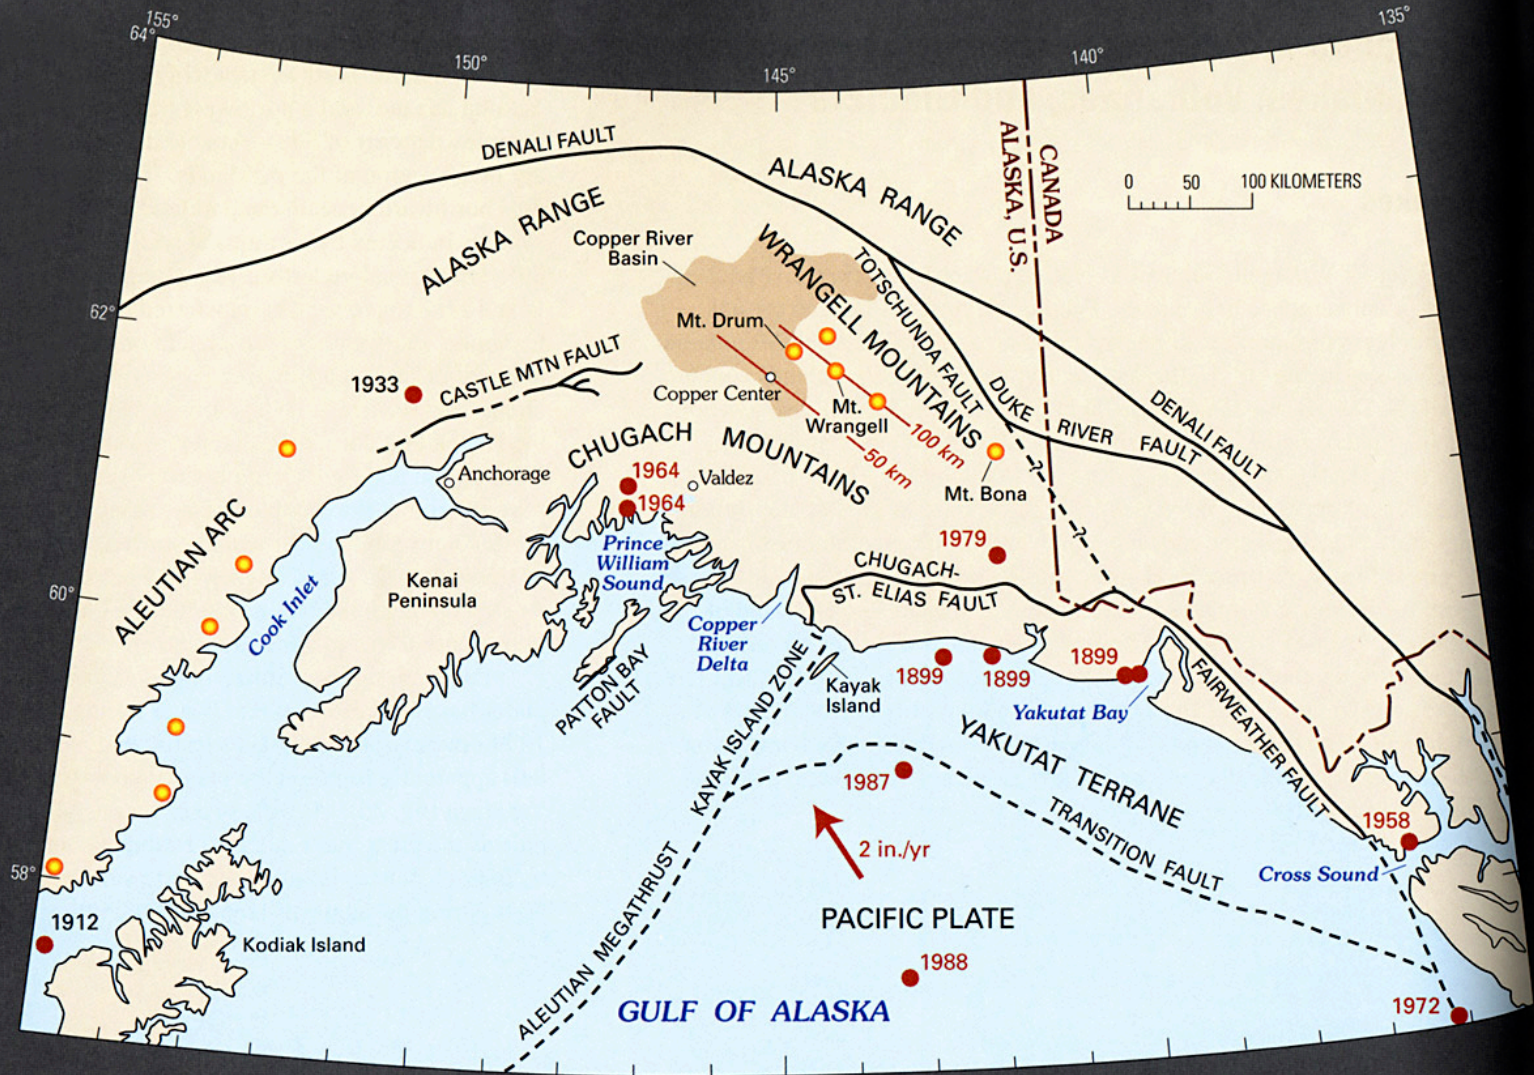 155°
64°
150°
145°
140°
135°
DENALI FAULT
ALASKA RANGE
ALASKA RANGE
CANADA
ALASKA, U.S.
0 50 100 KILOMETERS
Copper River
Basin
WRANGELL MOUNTAINS
TOTSCHUNDA FAULT
62°
Mt. Drum
CASTLE MTN FAULT
1933
Copper Center
Mt.
Wrangell
DUKE RIVER FAULT
DENALI FAULT
100 km
50 km
CHUGACH MOUNTAINS
Anchorage
1964
Valdez
1964
Mt. Bona
?
?
ALEUTIAN ARC
1979
Prince
William
Sound
CHUGACH-
ST. ELIAS FAULT
60°
Cook Inlet
Kenai
Peninsula
Copper
River
Delta
PATTON BAY
FAULT
KAYAK ISLAND ZONE
Kayak
Island
1899
1899
1899
Yakutat Bay
FAIRWEATHER FAULT
YAKUTAT TERRANE
1987
TRANSITION FAULT
2 in./yr
1958
Cross Sound
58°
1912
Kodiak Island
ALEUTIAN MEGATHRUST
PACIFIC PLATE
1988
GULF OF ALASKA
1972